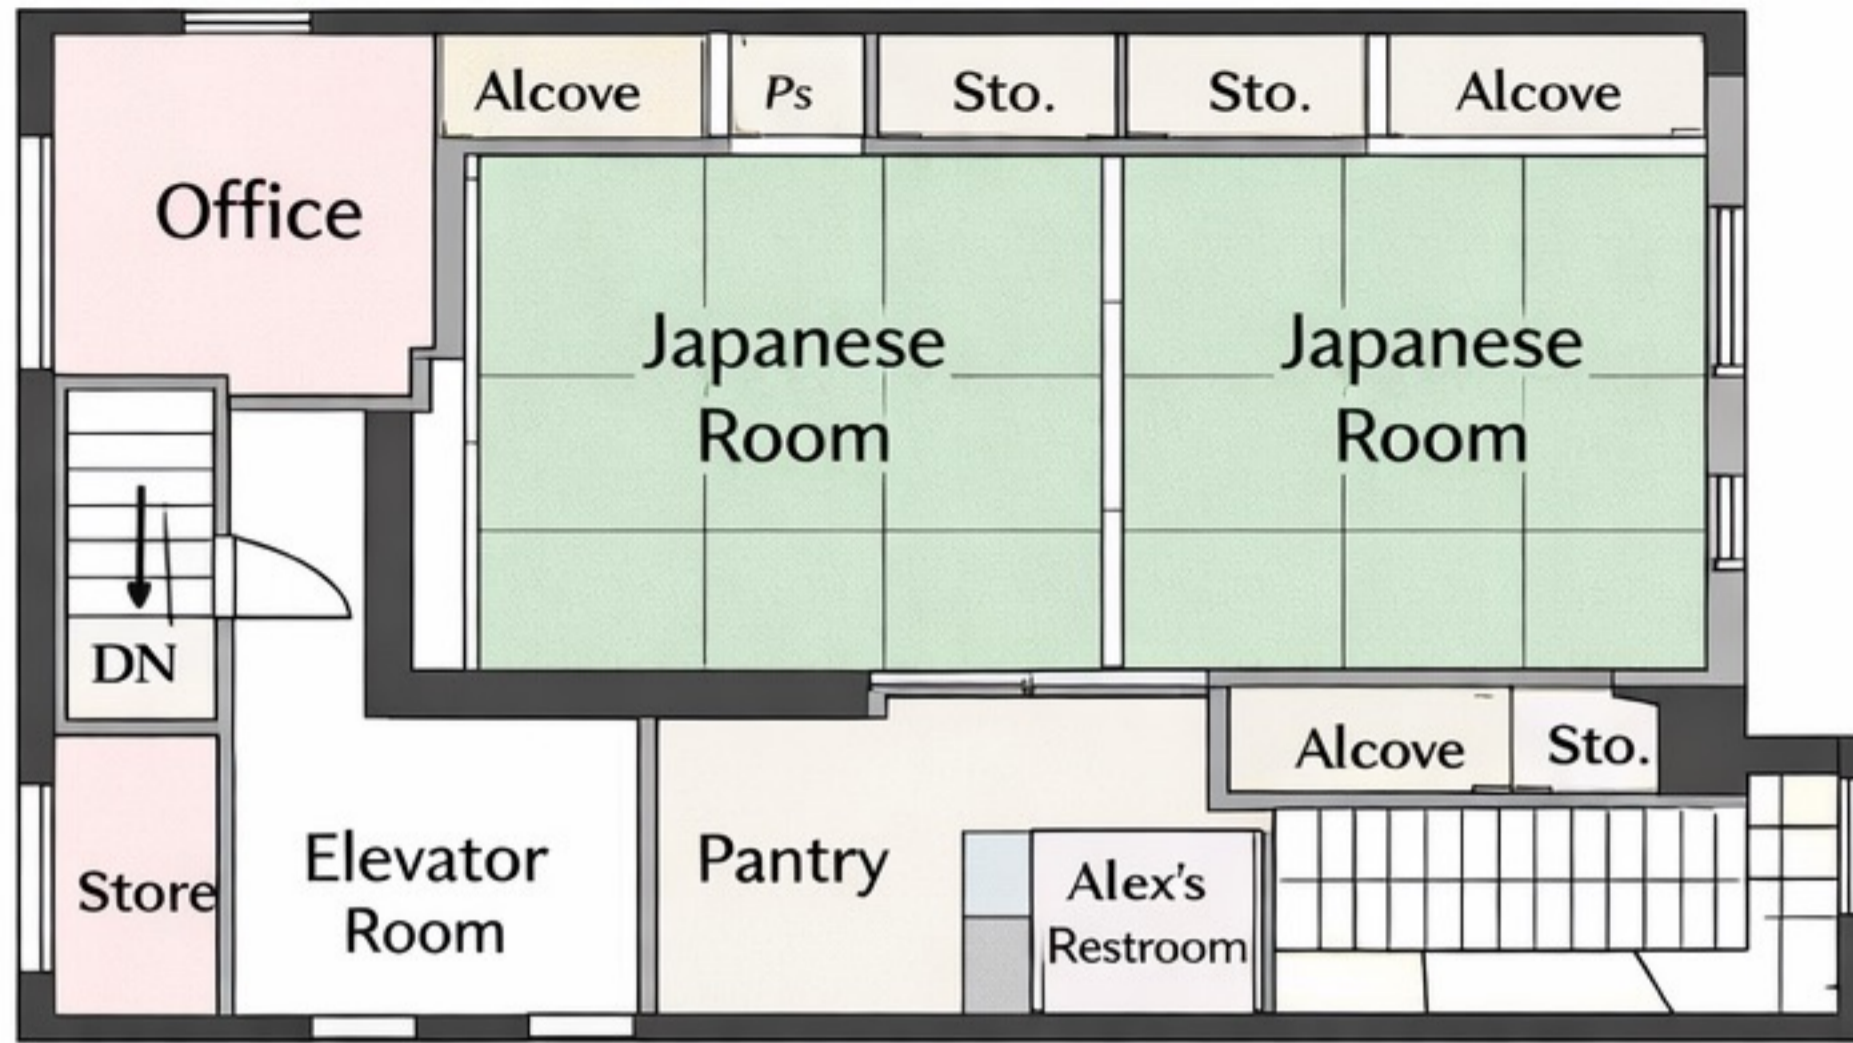 Alcove
Ps
Sto.
Sto.
Alcove
Office
Japanese
Room
Japanese
Room
DN
Alcove
Sto.
Store
Elevator
Room
Pantry
Alex's
Restroom